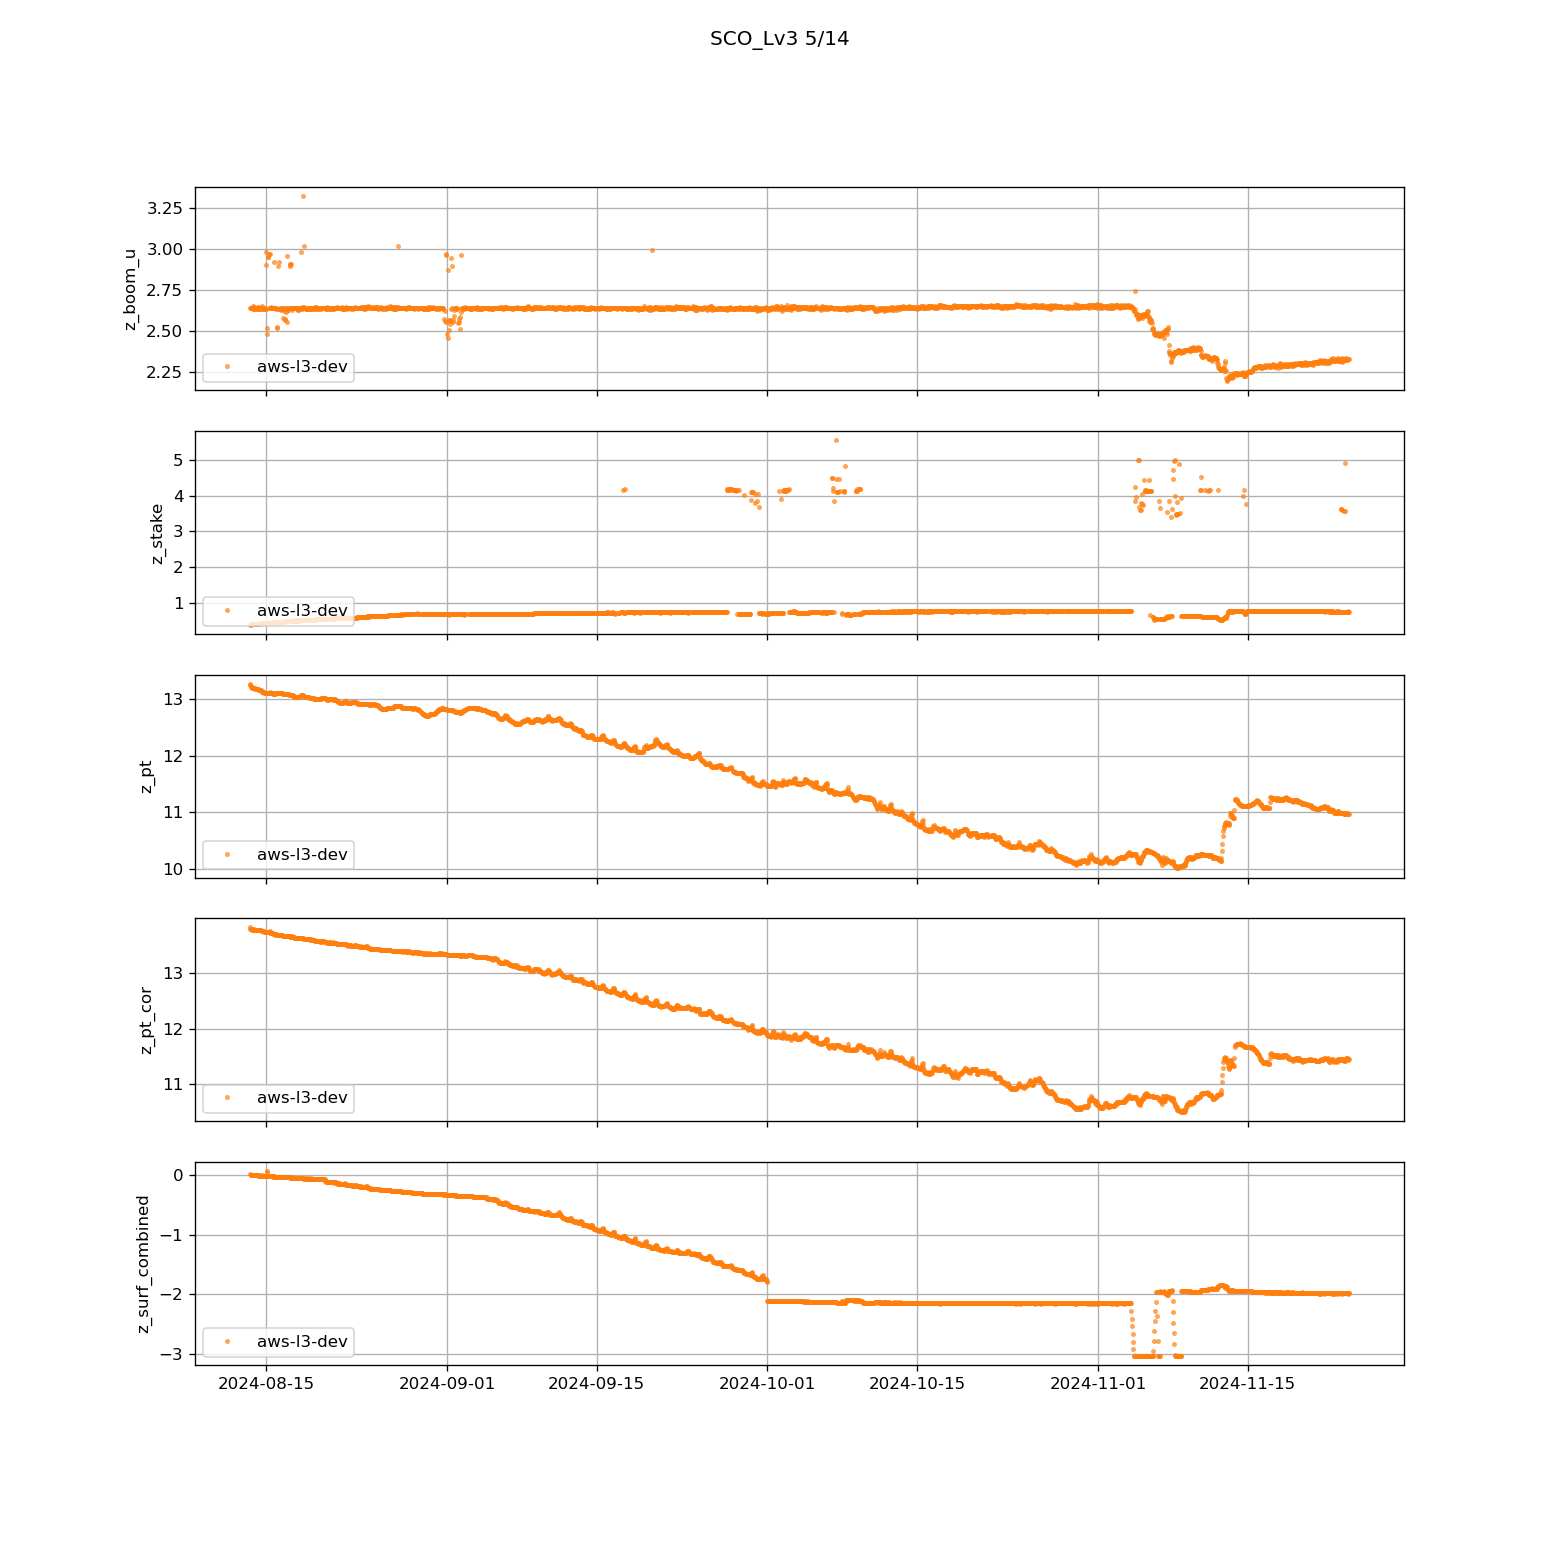 SCO_Lv3 5/14
z_boom_u
3.25
3.00
2.75
2.50
2.25
aws-l3-dev
z_stake
5
4
3
2
1
aws-l3-dev
z_pt
13
12
11
10
aws-l3-dev
z_pt_cor
13
12
11
aws-l3-dev
z_surf_combined
0
−1
−2
−3
aws-l3-dev
2024-08-15 2024-09-01 2024-09-15 2024-10-01 2024-10-15 2024-11-01 2024-11-15